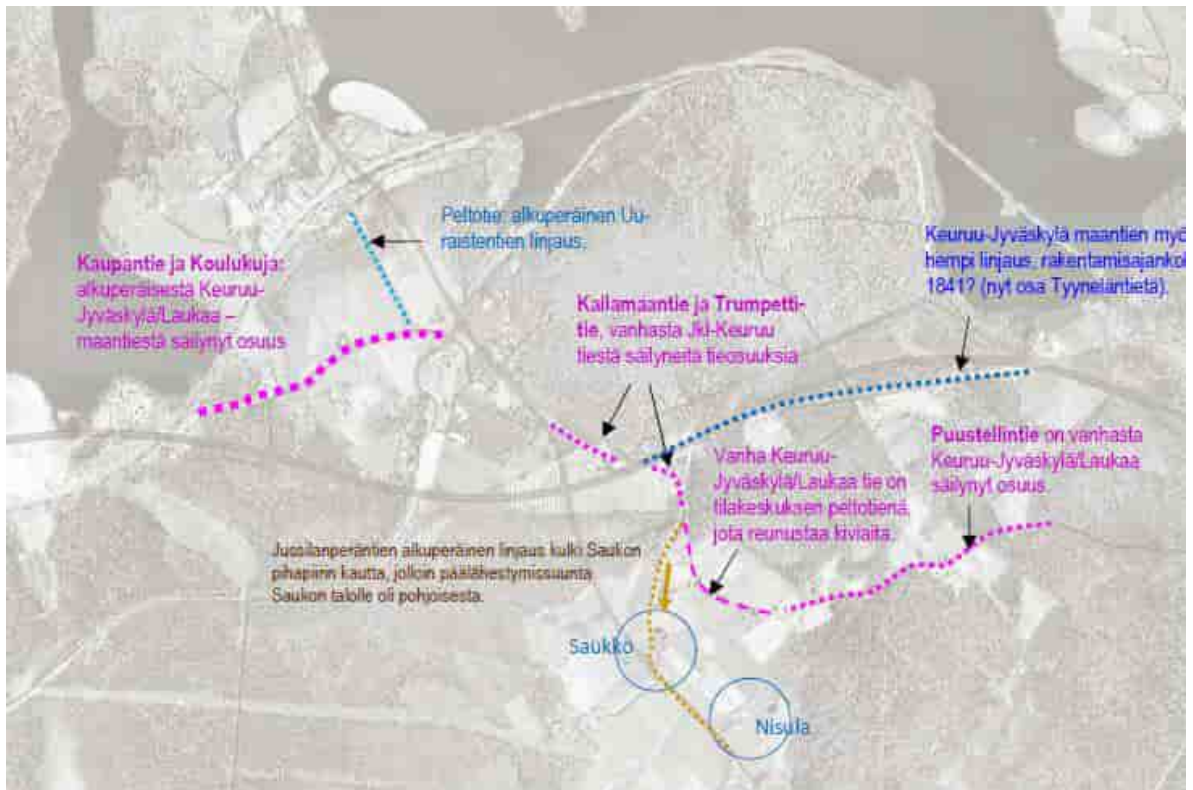 Peltotie: alkuperäinen Uu-
raistentien linjaus.
Kaupantie ja Koulukuja:
alkuperäisestä Keuruu-
Jyväskylä/Laukaa –
maantiestä säilynyt osuus
Keuruu-Jyväskylä maantien myö
hempi linjaus, rakentamisajankoh
1841? (nyt osa Tyyneläntietä).
Kallamaantie ja Trumpetti-
tie, vanhasta Jkl-Keuruu
tiestä säilyneitä tieosuuksia
Vanha Keuruu-
Jyväskylä/Laukaa tie on
tilakeskuksen peltotienä,
jota reunustaa kiviaita.
Puustellintie on vanhasta
Keuruu-Jyväskylä/Laukaa
säilynyt osuus.
Jussilanperäntien alkuperäinen linjaus kulki Saukon
pihapiirin kautta, jolloin päälähestymissuunta
Saukon talolle oli pohjoisesta.
Saukko
Nisula